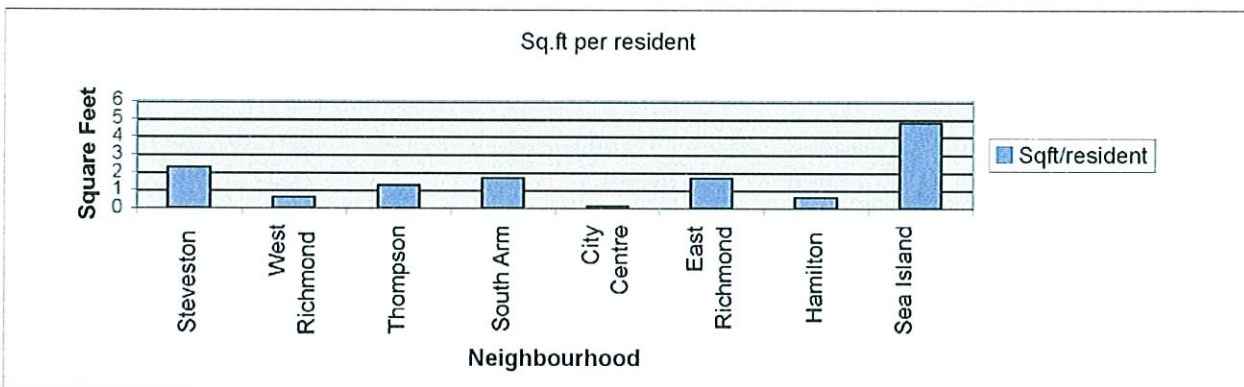 Sq.ft per resident
Square Feet
6
5
4
3
2
1
0
Steveston
West
Richmond
Thompson
South Arm
City
Centre
East
Richmond
Hamilton
Sea Island
Neighbourhood
Sqft/resident